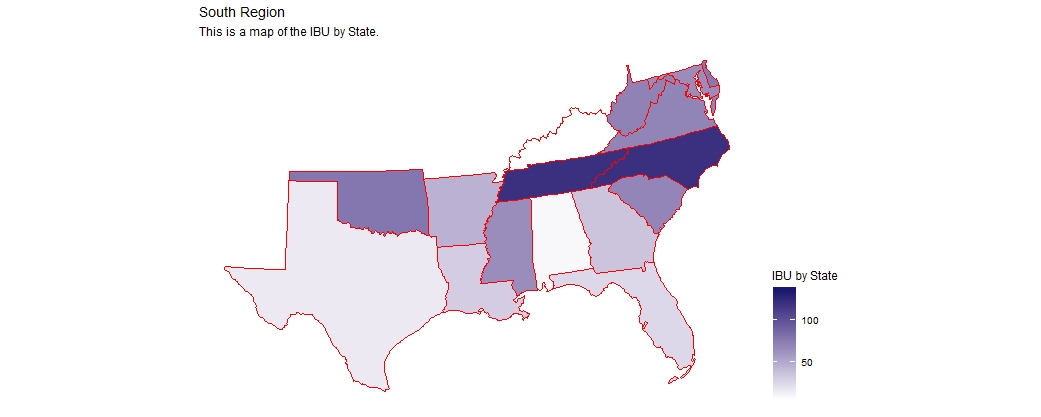 South Region
This is a map of the IBU by State.
IBU by State
100
50